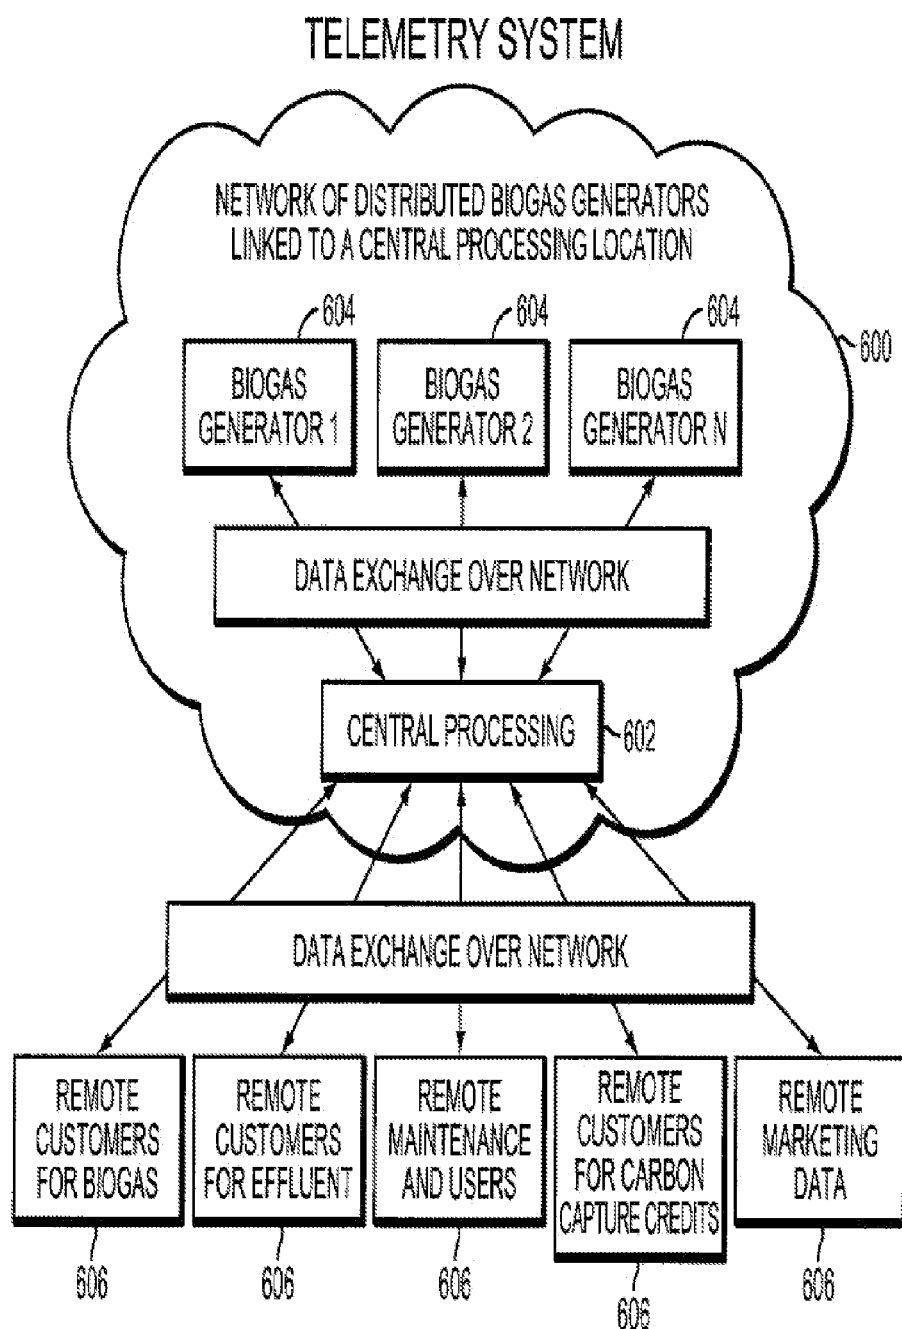 TELEMETRY SYSTEM
NETWORK OF DISTRIBUTED BIOGAS GENERATORS
LINKED TO A CENTRAL PROCESSING LOCATION
604
604
604
600
BIOGAS
GENERATOR 1
BIOGAS
GENERATOR 2
BIOGAS
GENERATOR N
DATA EXCHANGE OVER NETWORK
CENTRAL PROCESSING
602
DATA EXCHANGE OVER NETWORK
REMOTE
CUSTOMERS
FOR BIOGAS
REMOTE
CUSTOMERS
FOR EFFLUENT
REMOTE
MAINTENANCE
AND USERS
REMOTE
CUSTOMERS
FOR CARBON
CAPTURE CREDITS
REMOTE
MARKETING
DATA
606
606
606
606
606